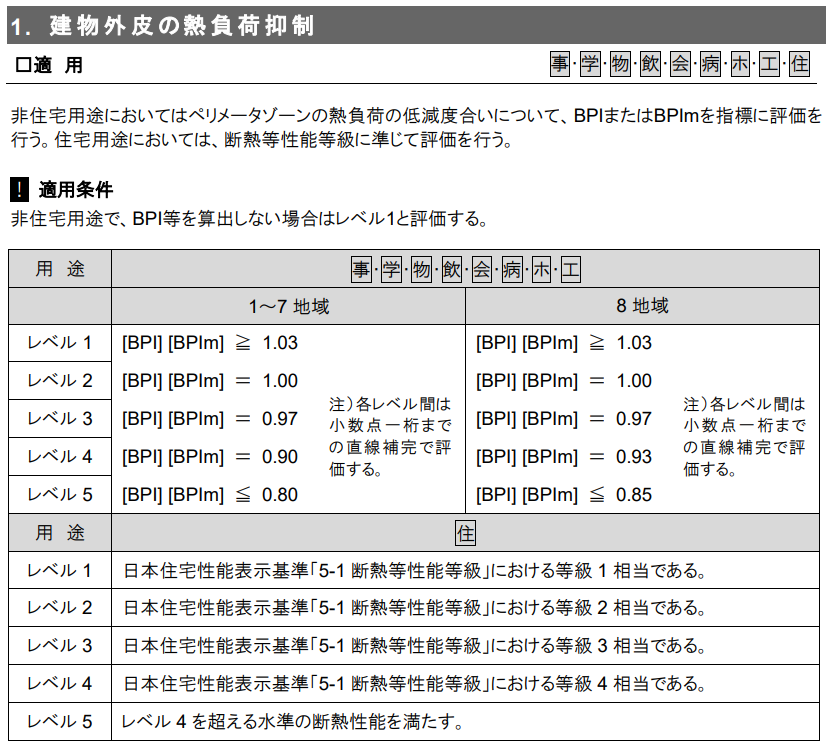 1. 建物外皮の熱負荷抑制
□適 用 事・学・物・飲・会・病・ホ・工・住
非住宅用途においてはペリメータゾーンの熱負荷の低減度合いについて、BPIまたはBPImを指標に評価を
行う。住宅用途においては、断熱等性能等級に準じて評価を行う。
! 適用条件
非住宅用途で、BPI等を算出しない場合はレベル1と評価する。
用 途 事・学・物・飲・会・病・ホ・工
1～7 地域 8 地域
レベル 1 [BPI] [BPIm] ≧ 1.03 [BPI] [BPIm] ≧ 1.03
レベル 2 [BPI] [BPIm] ＝ 1.00 [BPI] [BPIm] ＝ 1.00
レベル 3 [BPI] [BPIm] ＝ 0.97 [BPI] [BPIm] ＝ 0.97
レベル 4 [BPI] [BPIm] ＝ 0.90 [BPI] [BPIm] ＝ 0.93
レベル 5 [BPI] [BPIm] ≦ 0.80 [BPI] [BPIm] ≦ 0.85
注）各レベル間は
小数点一桁まで
の直線補完で評
価する。
注）各レベル間は
小数点一桁まで
の直線補完で評
価する。
用 途 住
レベル 1 日本住宅性能表示基準「5-1 断熱等性能等級」における等級 1 相当である。
レベル 2 日本住宅性能表示基準「5-1 断熱等性能等級」における等級 2 相当である。
レベル 3 日本住宅性能表示基準「5-1 断熱等性能等級」における等級 3 相当である。
レベル 4 日本住宅性能表示基準「5-1 断熱等性能等級」における等級 4 相当である。
レベル 5 レベル 4 を超える水準の断熱性能を満たす。